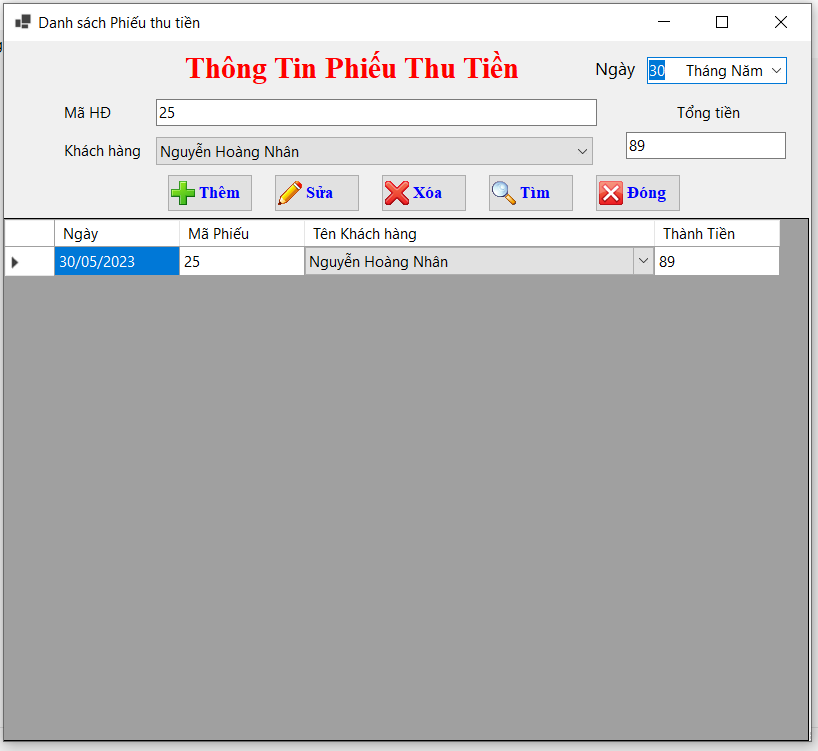 Danh sách Phiếu thu tiền
Thông Tin Phiếu Thu Tiền
Ngày 30 Tháng Năm
Mã HĐ 25 Tổng tiền
Khách hàng Nguyễn Hoàng Nhân 89
Thêm Sửa Xóa Tìm Đóng
Ngày Mã Phiếu Tên Khách hàng Thành Tiền
30/05/2023 25 Nguyễn Hoàng Nhân 89